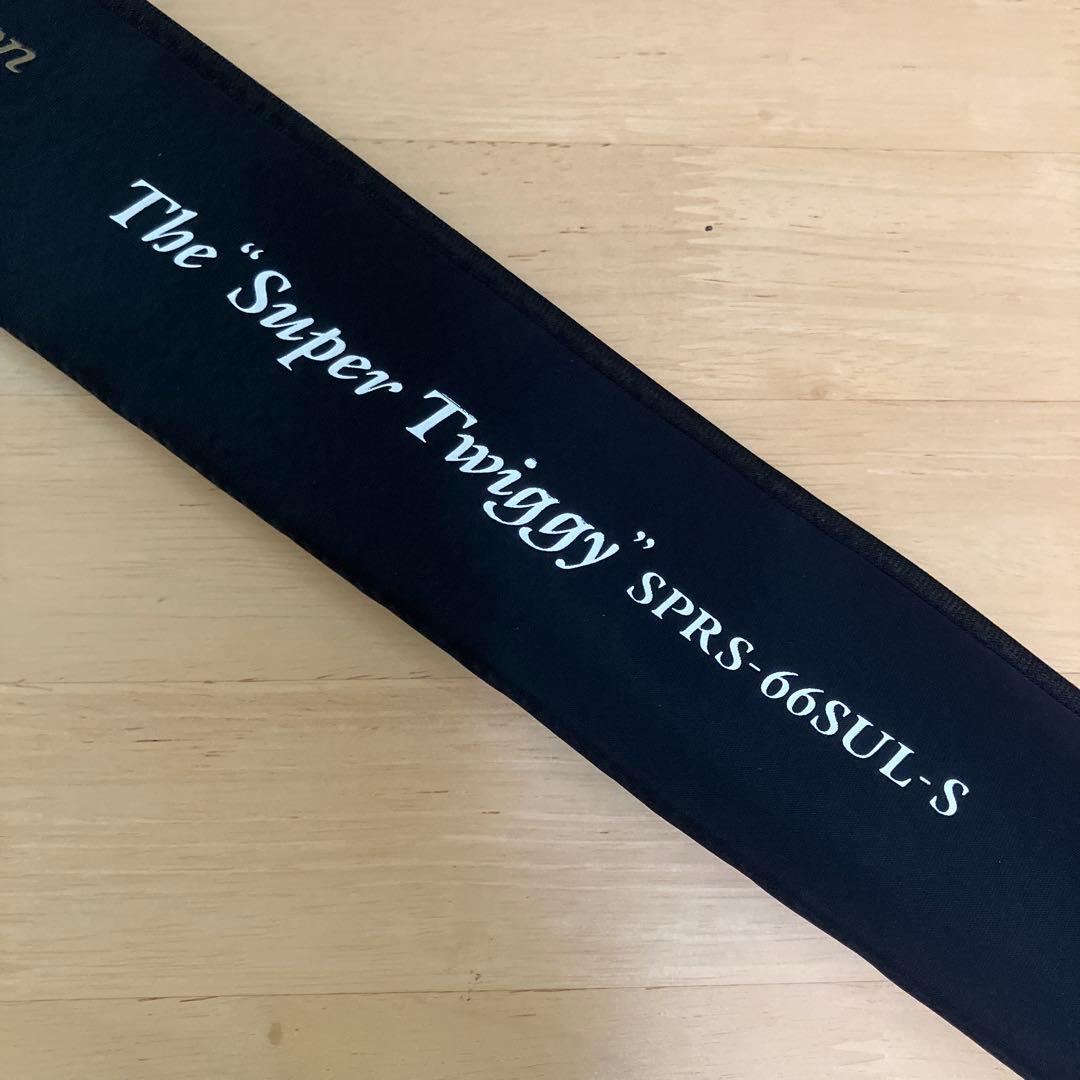 The “Super Twiggy” SPRS-66SUL-S